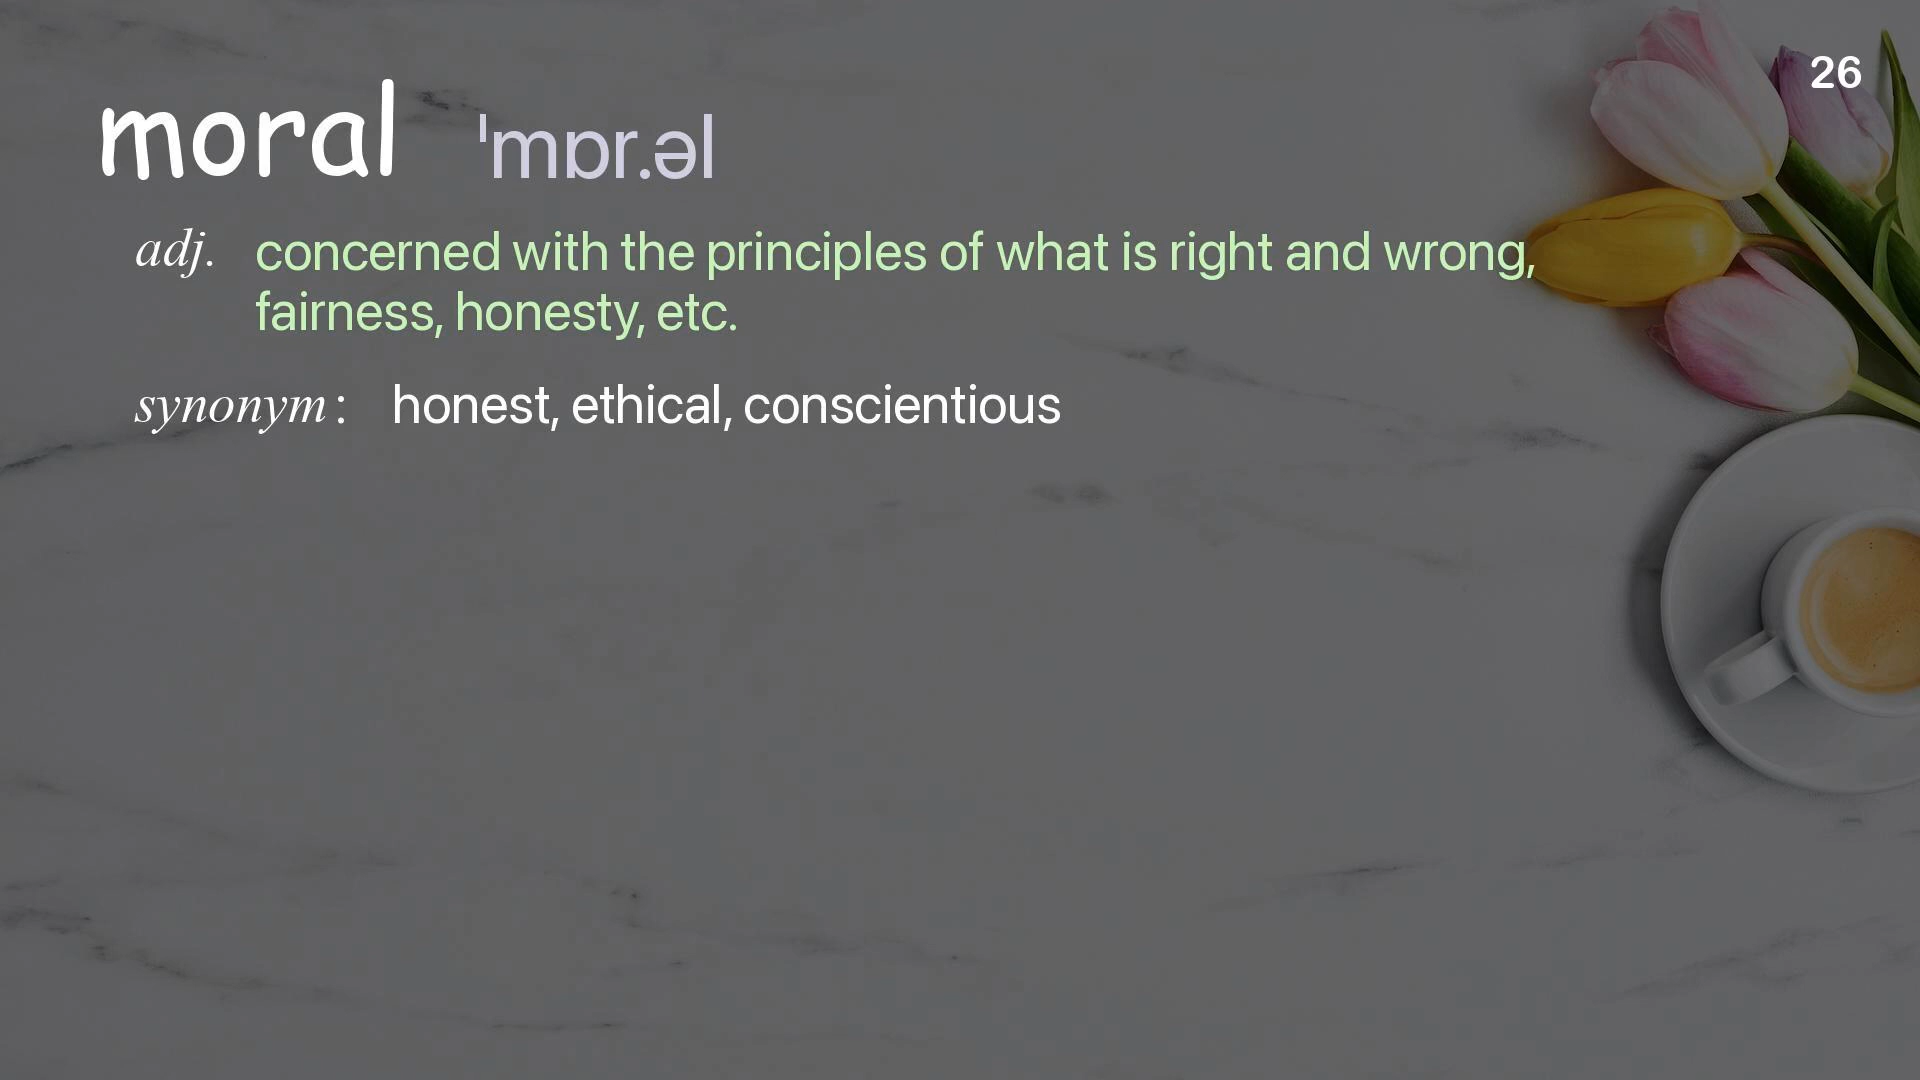 26
moral ˈmɒr.əl
adj. concerned with the principles of what is right and wrong,
fairness, honesty, etc.
synonym : honest, ethical, conscientious